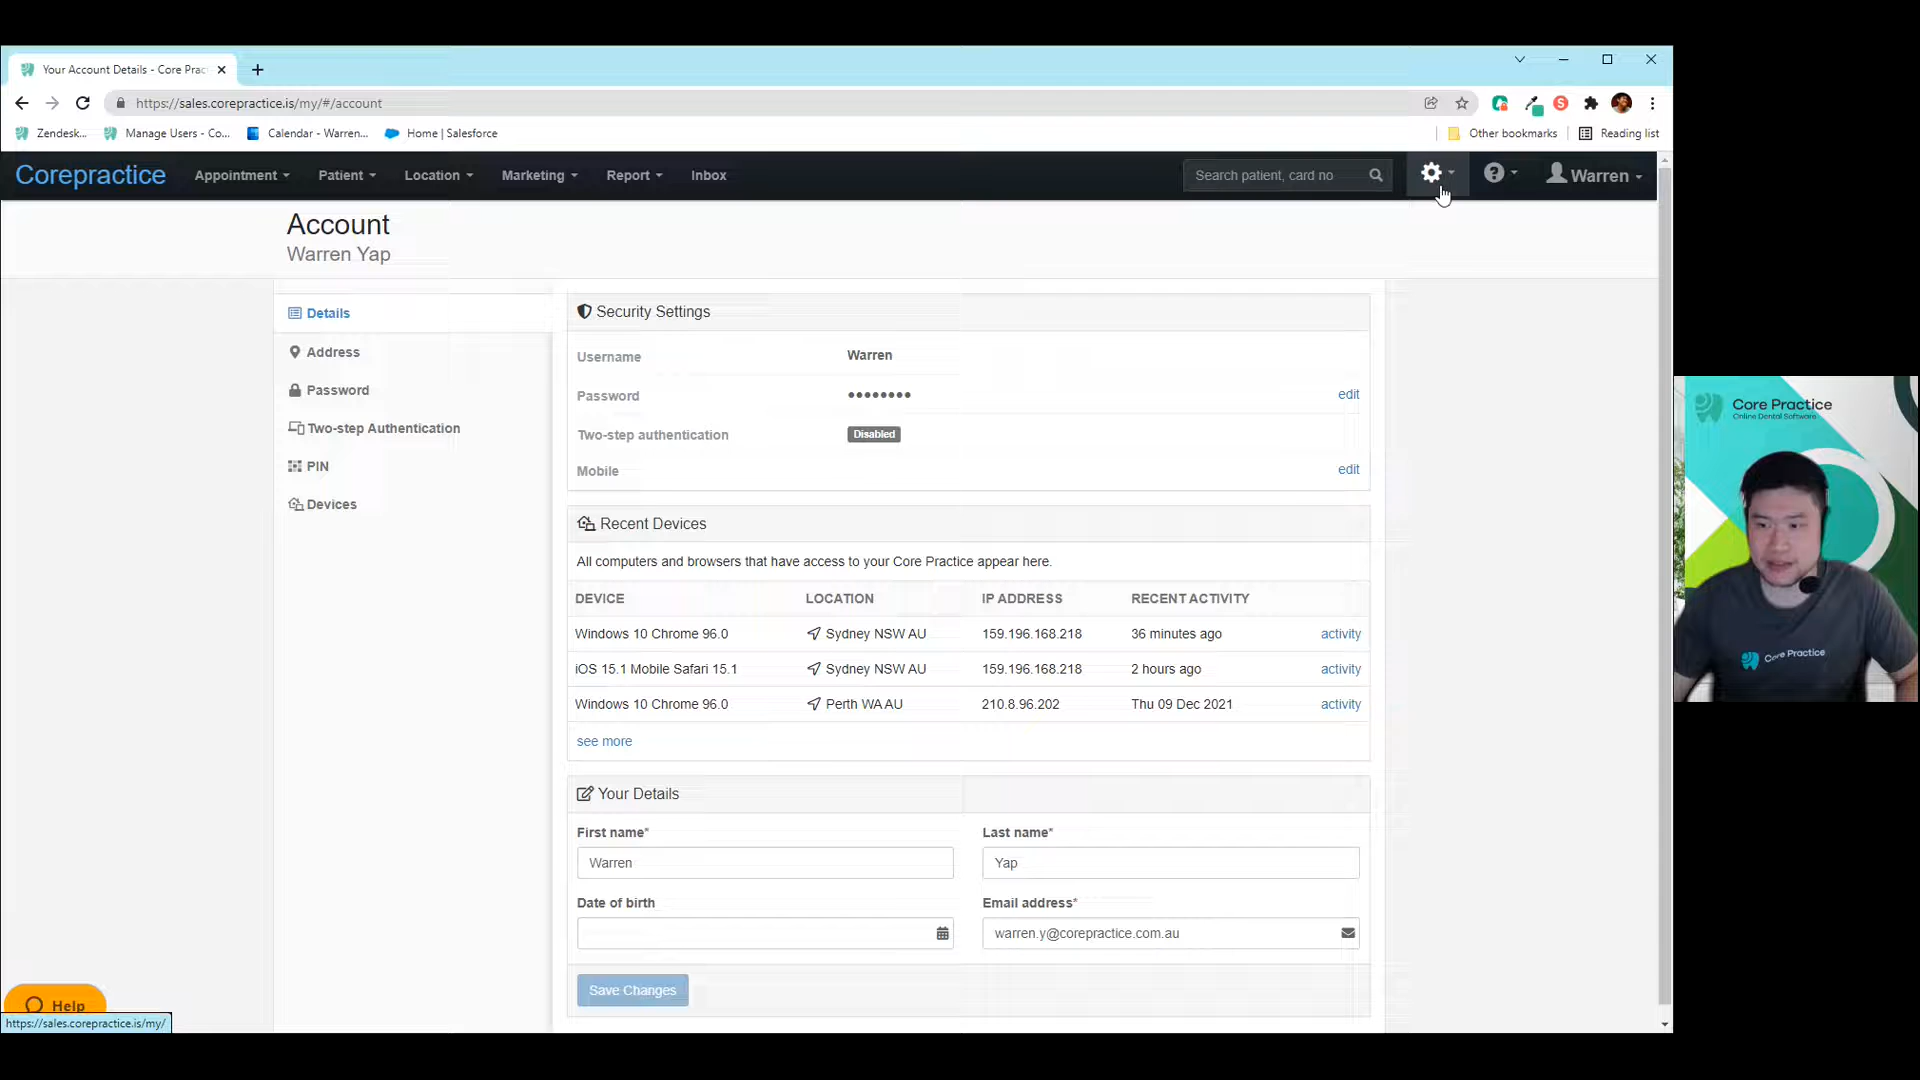 Your Account Details - Core Prac
https://sales.corepractice.is/my/#/account
Zendesk... Manage Users - Co... Calendar - Warren... Home | Salesforce Other bookmarks Reading list
Corepractice Appointment Patient Location Marketing Report Inbox Search patient, card no ? Warren
Account
Warren Yap
Details
Address
Password
Two-step Authentication
PIN
Devices
Security Settings
Username Warren
Password •••••••• edit
Two-step authentication Disabled
Mobile edit
Recent Devices
All computers and browsers that have access to your Core Practice appear here.
DEVICE LOCATION IP ADDRESS RECENT ACTIVITY
Windows 10 Chrome 96.0 Sydney NSW AU 159.196.168.218 36 minutes ago activity
iOS 15.1 Mobile Safari 15.1 Sydney NSW AU 159.196.168.218 2 hours ago activity
Windows 10 Chrome 96.0 Perth WA AU 210.8.96.202 Thu 09 Dec 2021 activity
see more
Your Details
First name* Last name*
Warren Yap
Date of birth Email address*
warren.y@corepractice.com.au
Save Changes
Help
https://sales.corepractice.is/my/
Core Practice
Online Dental Software
Core Practice